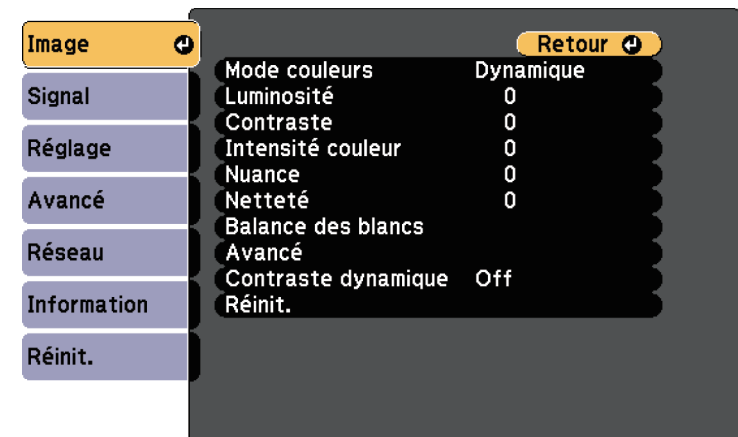 Image
Signal
Réglage
Avancé
Réseau
Information
Réinit.
Retour
Mode couleurs Dynamique
Luminosité 0
Contraste 0
Intensité couleur 0
Nuance 0
Netteté 0
Balance des blancs
Avancé
Contraste dynamique Off
Réinit.